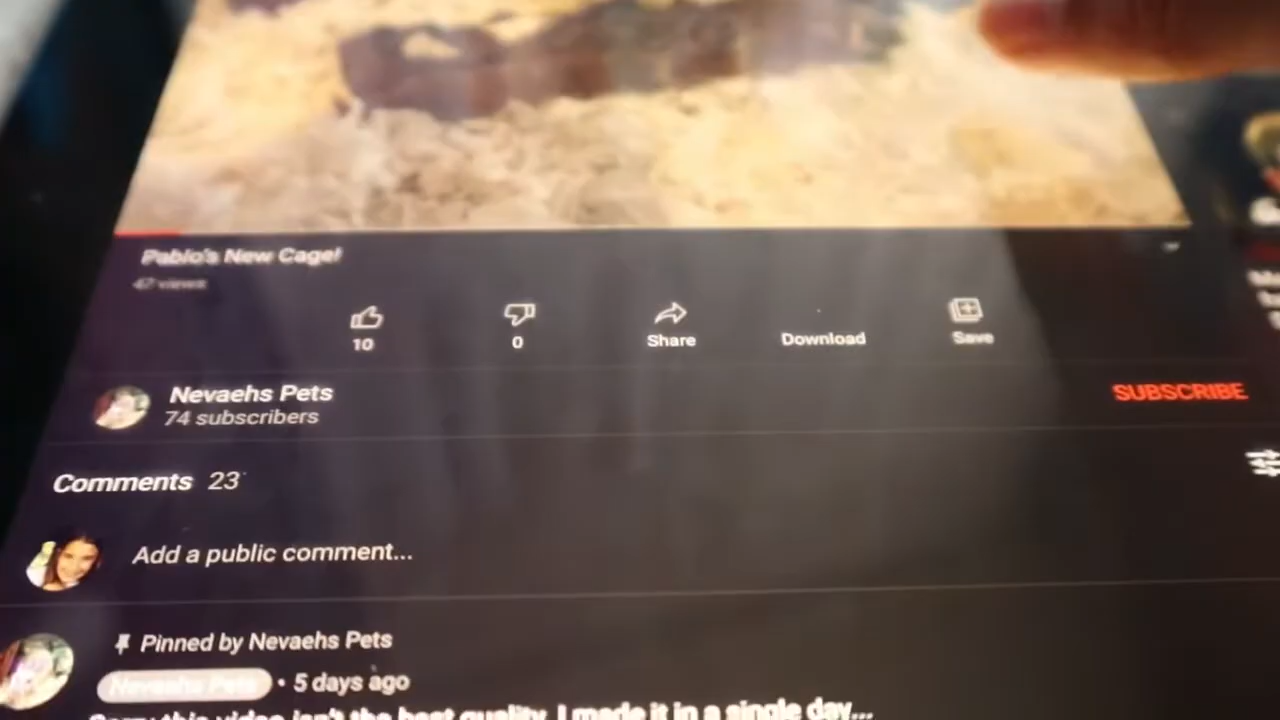 Pablo's New Cage!
47 views
10
0
Share
Download
Save
Nevaehs Pets
74 subscribers
SUBSCRIBE
Comments 23
Add a public comment...
Pinned by Nevaehs Pets
Nevaehs Pets • 5 days ago
Sorry this video isn't the best quality, I made it in a single day...